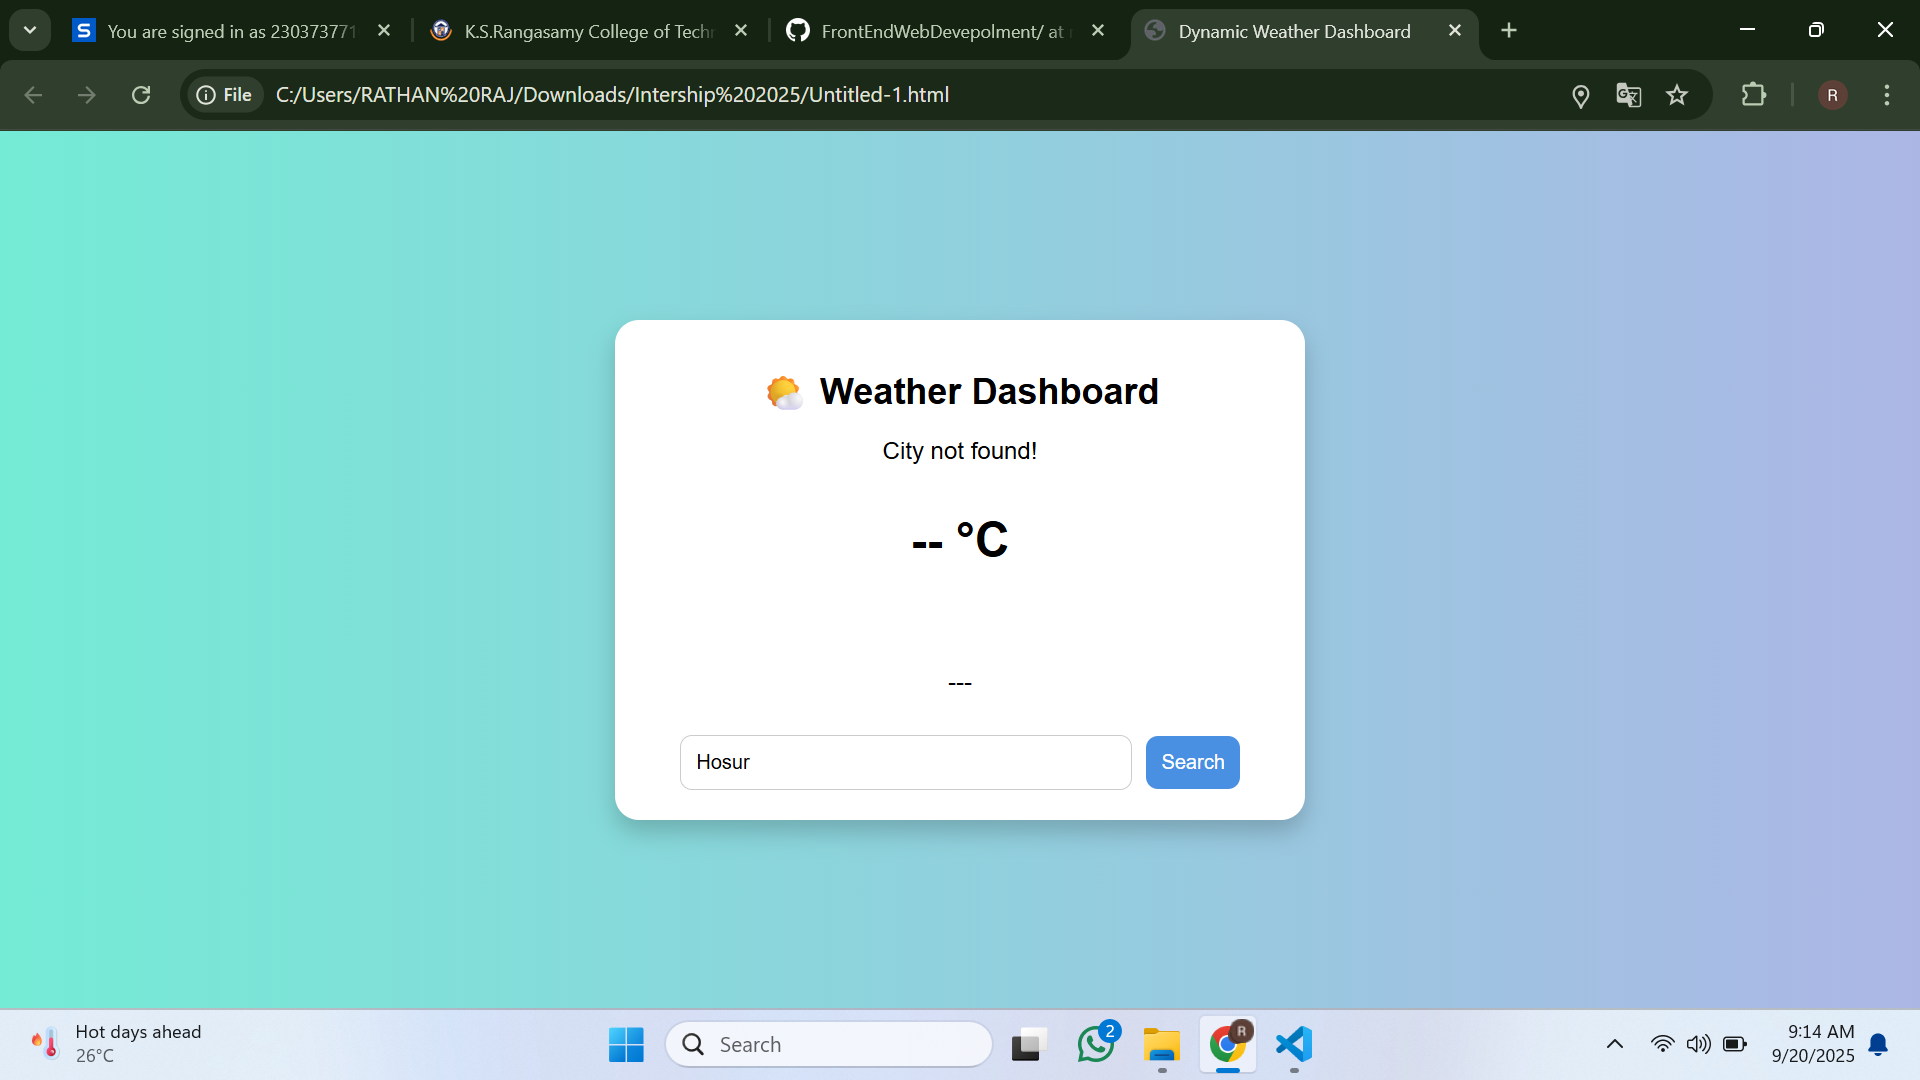 You are signed in as 230373771
K.S.Rangasamy College of Techn
FrontEndWebDevepolment/ at
Dynamic Weather Dashboard
File
C:/Users/RATHAN%20RAJ/Downloads/Intership%202025/Untitled-1.html
R
Weather Dashboard
City not found!
-- °C
---
Hosur
Search
Hot days ahead
26°C
Search
2
R
9:14 AM
9/20/2025